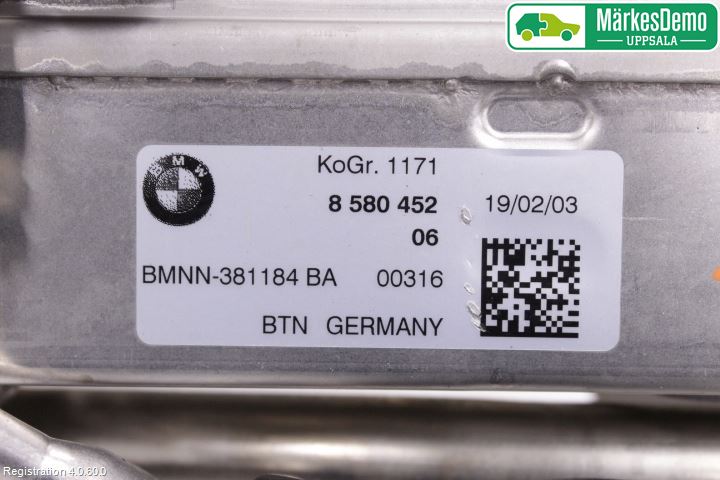 MärkesDemo
UPPSALA
BMW
KoGr. 1171
8 580 452
19/02/03
06
BMNN-381184 BA 00316
BTN GERMANY
Registration 4.0.80.0